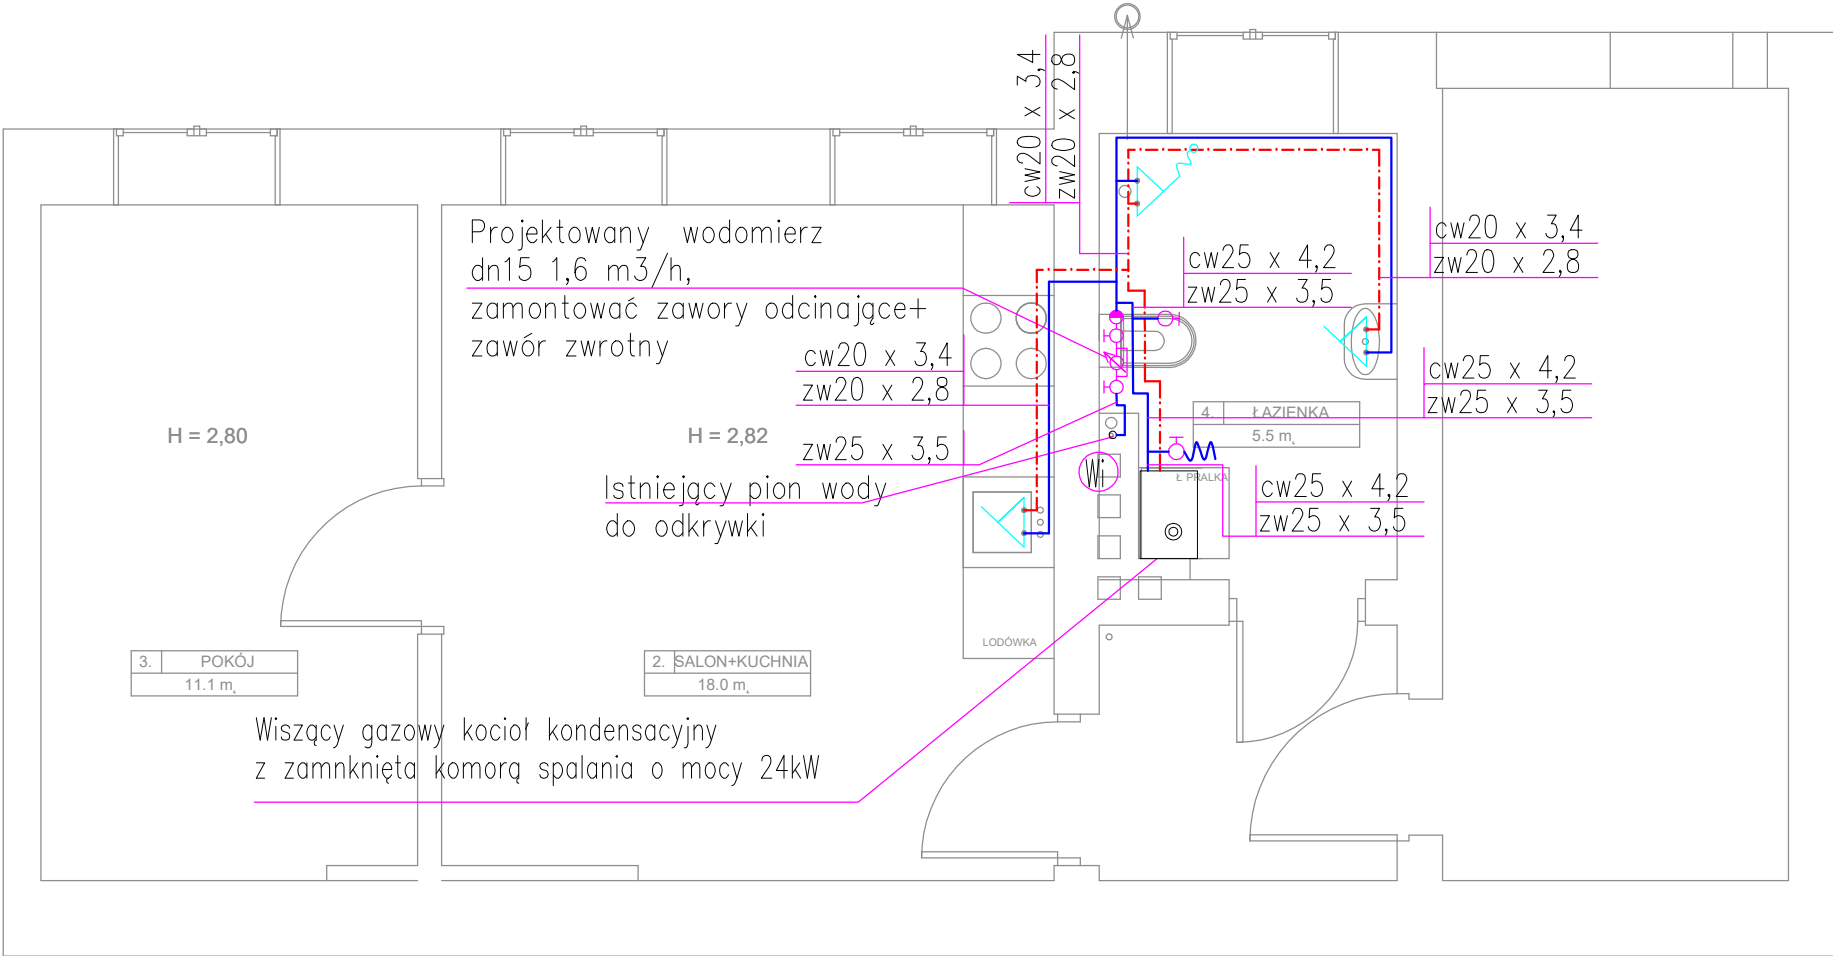 cw20 x 3,4
zw20 x 2,8
Projektowany wodomierz
dn15 1,6 m3/h,
zamontować zawory odcinające+
zawór zwrotny
cw25 x 4,2
zw25 x 3,5
cw20 x 3,4
zw20 x 2,8
cw20 x 3,4
zw20 x 2,8
cw25 x 4,2
zw25 x 3,5
4. ŁAZIENKA
5.5 m
H = 2,80
H = 2,82
zw25 x 3,5
Wi
Ł PRALKA
Istniejący pion wody
do odkrywki
cw25 x 4,2
zw25 x 3,5
LODÓWKA
3. POKÓJ
11.1 m
2. SALON+KUCHNIA
18.0 m
Wiszący gazowy kocioł kondensacyjny
z zamnknięta komorą spalania o mocy 24kW